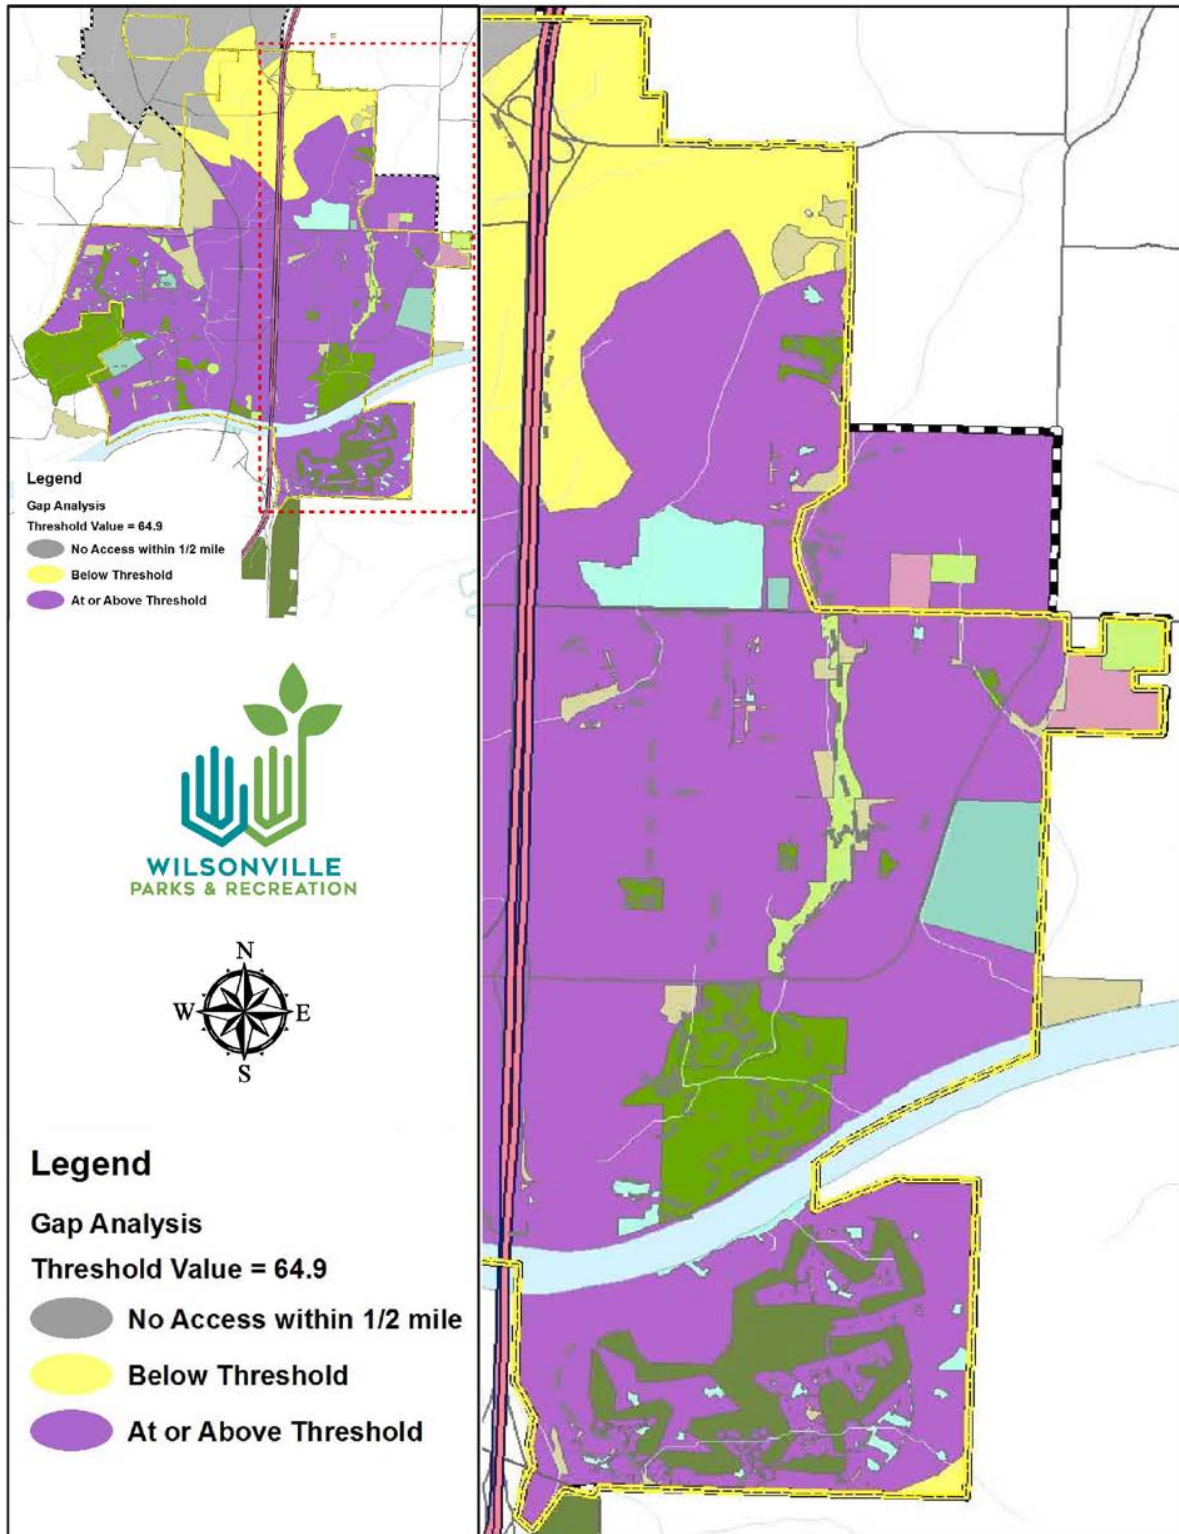 Legend
Gap Analysis
Threshold Value = 64.9
No Access within 1/2 mile
Below Threshold
At or Above Threshold
WILSONVILLE
PARKS & RECREATION
N
W E
S
Legend
Gap Analysis
Threshold Value = 64.9
No Access within 1/2 mile
Below Threshold
At or Above Threshold